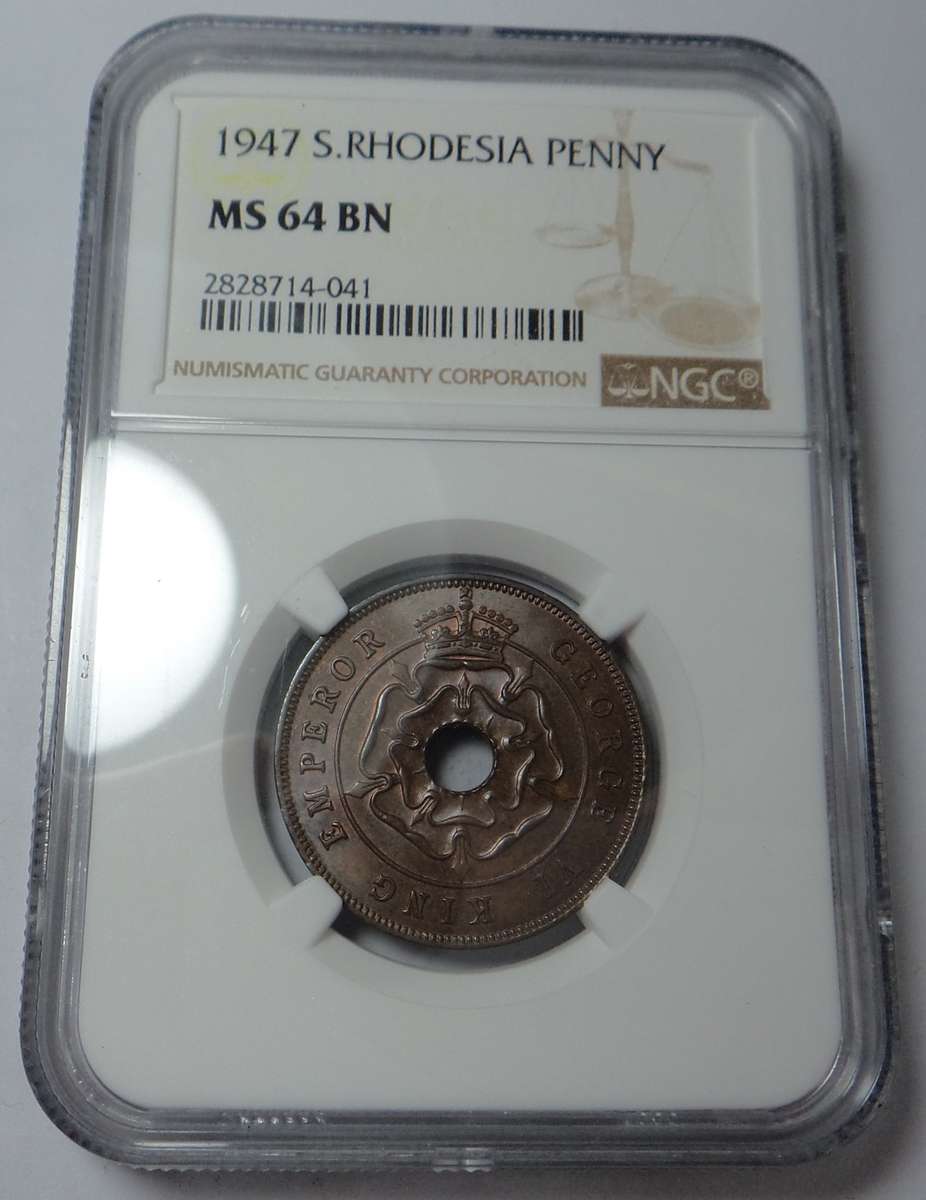 1947 S.RHODESIA PENNY
MS 64 BN
2828714-041
NUMISMATIC GUARANTY CORPORATION NGC®
GEORGE VI KING EMPEROR